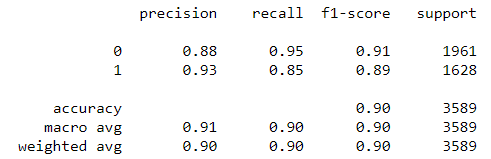 precision recall f1-score support
0 0.88 0.95 0.91 1961
1 0.93 0.85 0.89 1628
accuracy 0.90 3589
macro avg 0.91 0.90 0.90 3589
weighted avg 0.90 0.90 0.90 3589